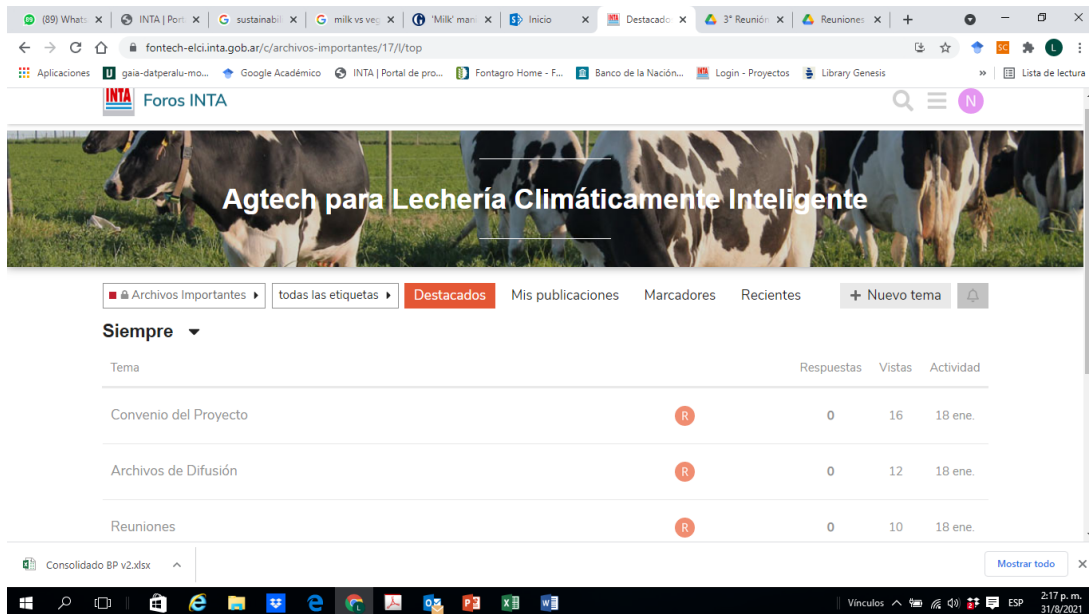 (89) Whats
INTA | Port
sustainabil
milk vs veg
'Milk' man
Inicio
Destacado
3° Reunión
Reuniones
fontech-elci.inta.gob.ar/c/archivos-importantes/17/l/top
L
Aplicaciones
gaia-datperalu-mo...
Google Académico
INTA | Portal de pro...
Fontagro Home - F...
Banco de la Nación...
Login - Proyectos
Library Genesis
»
Lista de lectura
INTA Foros INTA
N
Agtech para Lechería Climáticamente Inteligente
Archivos Importantes
todas las etiquetas
Destacados
Mis publicaciones
Marcadores
Recientes
+ Nuevo tema
Siempre
Tema Respuestas Vistas Actividad
Convenio del Proyecto R 0 16 18 ene.
Archivos de Difusión R 0 12 18 ene.
Reuniones R 0 10 18 ene.
Consolidado BP v2.xlsx
Mostrar todo
Vínculos
ESP
2:17 p. m.
31/8/2021